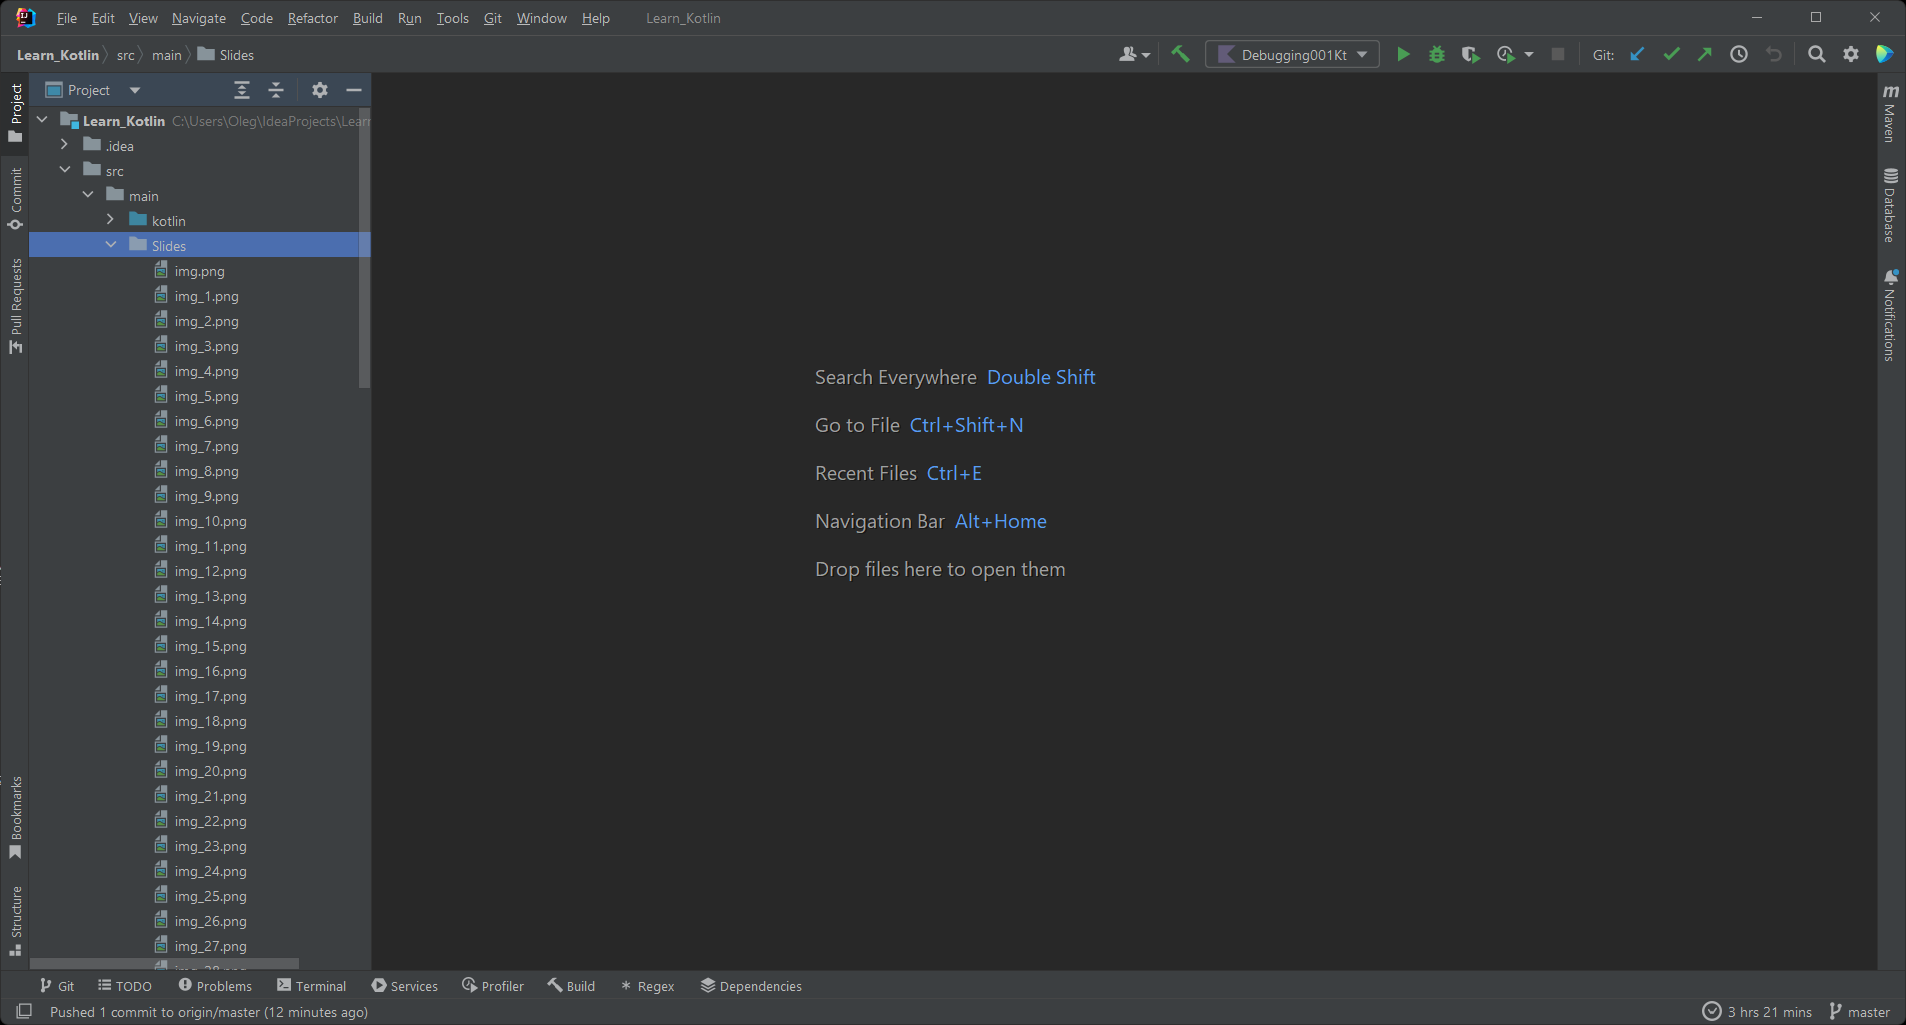 File Edit View Navigate Code Refactor Build Run Tools Git Window Help Learn_Kotlin
Learn_Kotlin src main Slides Debugging001Kt Git:
Project
Learn_Kotlin C:\Users\Oleg\IdeaProjects\Lear
.idea
src
main
kotlin
Slides
img.png
img_1.png
img_2.png
img_3.png
img_4.png
img_5.png
img_6.png
img_7.png
img_8.png
img_9.png
img_10.png
img_11.png
img_12.png
img_13.png
img_14.png
img_15.png
img_16.png
img_17.png
img_18.png
img_19.png
img_20.png
img_21.png
img_22.png
img_23.png
img_24.png
img_25.png
img_26.png
img_27.png
Project
Commit
Pull Requests
Bookmarks
Structure
Search Everywhere Double Shift
Go to File Ctrl+Shift+N
Recent Files Ctrl+E
Navigation Bar Alt+Home
Drop files here to open them
m Maven
Database
Notifications
Git TODO Problems Terminal Services Profiler Build Regex Dependencies
Pushed 1 commit to origin/master (12 minutes ago) 3 hrs 21 mins master